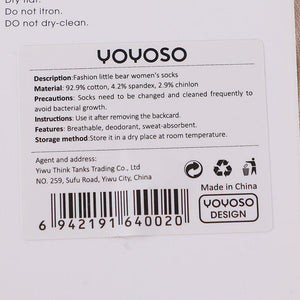 Do not itron.
DO not dry-clean.
YOYOSO
Description:Fashion little bear women's socks
Material: 92.9% cotton, 4.2% spandex, 2.9% chinlon
Precautions: Socks need to be changed and cleaned frequently to
avoid bacterial growth.
Instructions: Use it after removing the backcard.
Features: Breathable, deodorant, sweat-absorbent.
Storage method:Store it in a dry place at room temperature.
Agent and address:
Yiwu Think Tanks Trading Co., Ltd
NO. 259, Sufu Road, Yiwu City, China
Made in China
6 942191 640020
YOYOSO
DESIGN